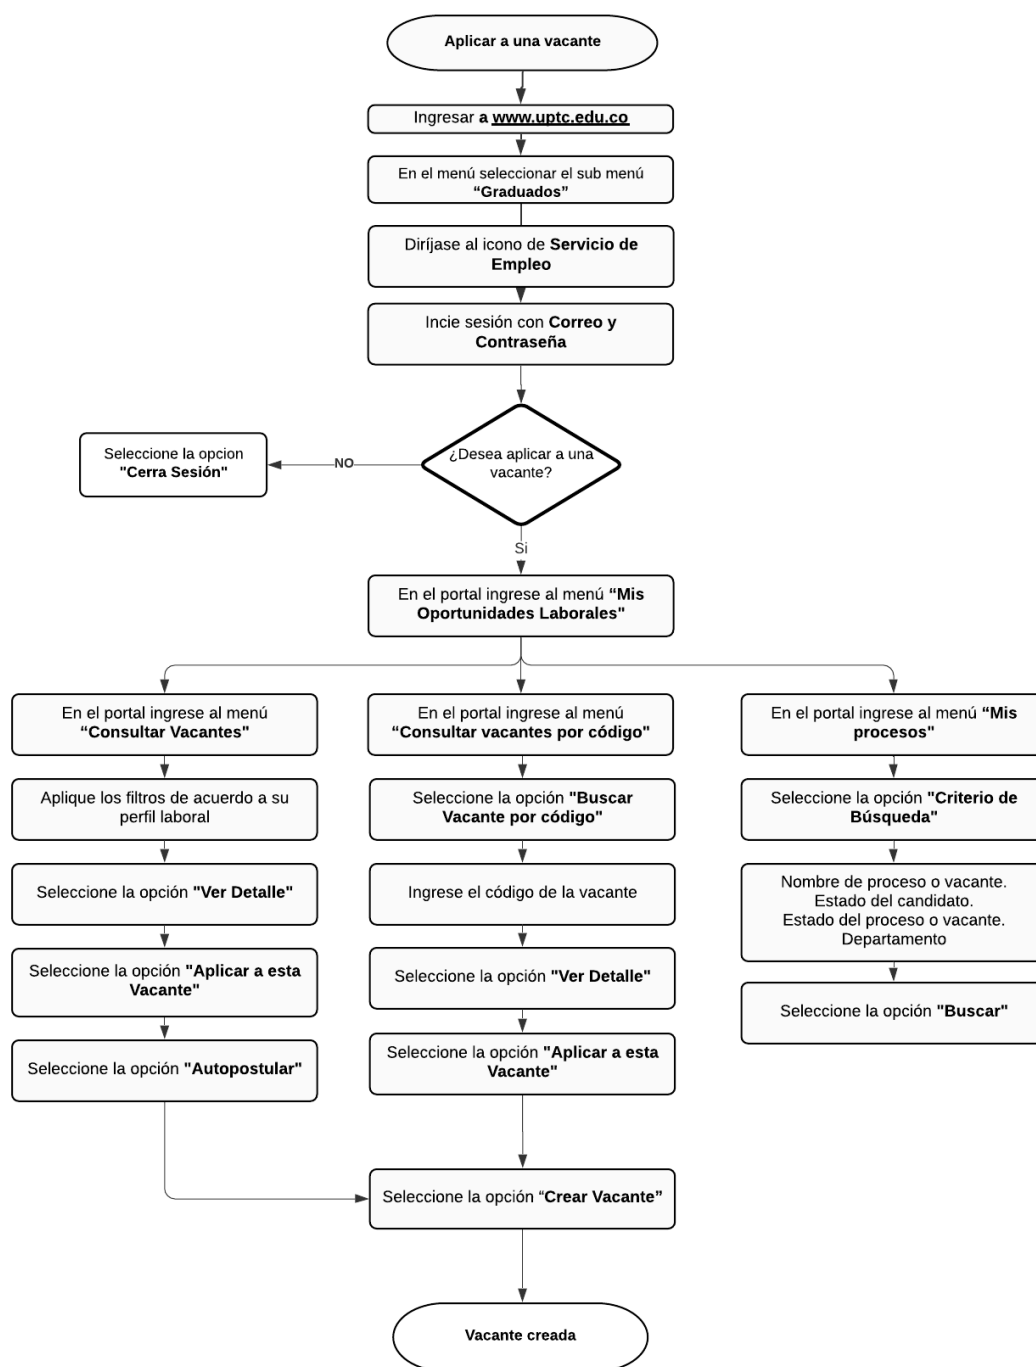 Aplicar a una vacante
Ingresar a www.uptc.edu.co
En el menú seleccionar el sub menú
“Graduados”
Diríjase al icono de Servicio de
Empleo
Incie sesión con Correo y
Contraseña
¿Desea aplicar a una
vacante?
NO
Seleccione la opcion
"Cerra Sesión"
Si
En el portal ingrese al menú “Mis
Oportunidades Laborales"
En el portal ingrese al menú
“Consultar Vacantes"
Aplique los filtros de acuerdo a su
perfil laboral
Seleccione la opción "Ver Detalle"
Seleccione la opción "Aplicar a esta
Vacante"
Seleccione la opción "Autopostular"
En el portal ingrese al menú
“Consultar vacantes por código"
Seleccione la opción "Buscar
Vacante por código"
Ingrese el código de la vacante
Seleccione la opción "Ver Detalle"
Seleccione la opción "Aplicar a esta
Vacante"
En el portal ingrese al menú “Mis
procesos"
Seleccione la opción "Criterio de
Búsqueda"
Nombre de proceso o vacante.
Estado del candidato.
Estado del proceso o vacante.
Departamento
Seleccione la opción "Buscar"
Seleccione la opción “Crear Vacante”
Vacante creada